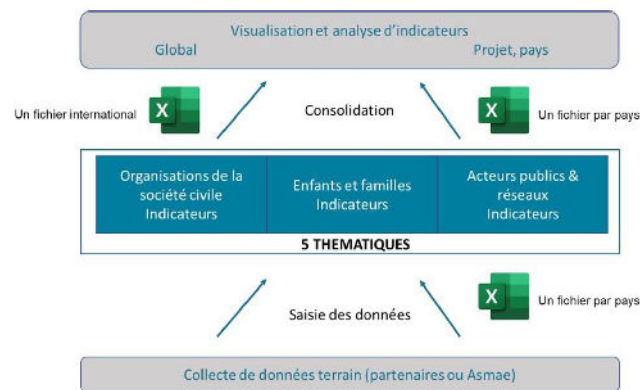 Visualisation et analyse d'indicateurs
Global
Projet, pays
Un fichier international
X
Consolidation
X
Un fichier par pays
Organisations de la
société civile
Indicateurs
Enfants et familles
Indicateurs
Acteurs publics &
réseaux
Indicateurs
5 THEMATIQUES
X
Un fichier par pays
Saisie des données
Collecte de données terrain (partenaires ou Asmae)